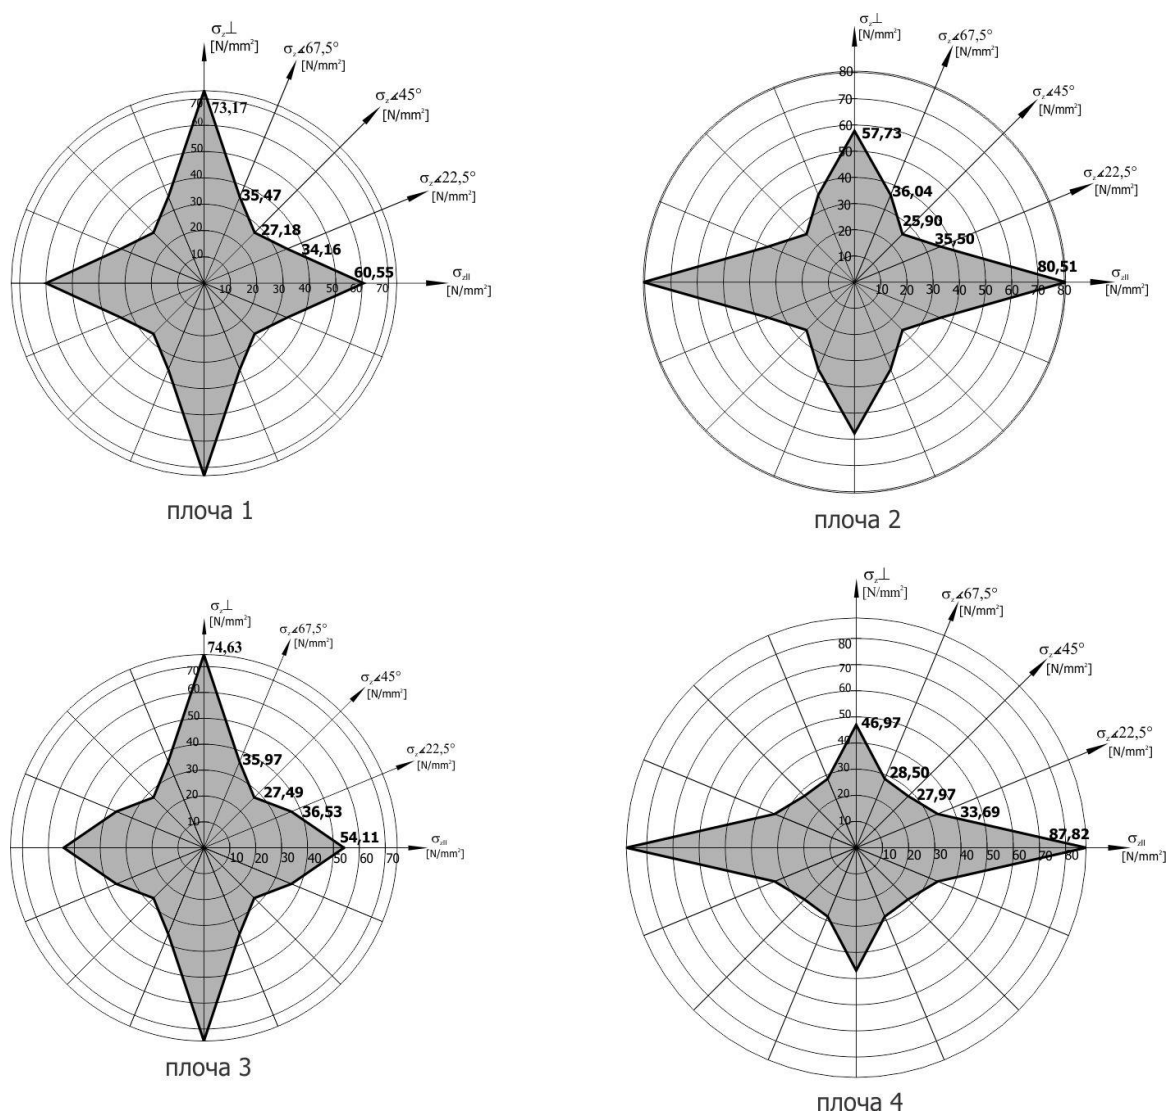 σz⊥
[N/mm²]
σz∡67,5°
[N/mm²]
σz∡45°
[N/mm²]
σz∡22,5°
[N/mm²]
σzII
[N/mm²]
73,17
35,47
27,18
34,16
60,55
70
60
50
40
30
20
10
10 20 30 40 50 60 70
плоча 1
σz⊥
[N/mm²]
σz∡67,5°
[N/mm²]
σz∡45°
[N/mm²]
σz∡22,5°
[N/mm²]
σzII
[N/mm²]
57,73
36,04
25,90
35,50
80,51
80
70
60
50
40
30
20
10
10 20 30 40 50 60 70 80
плоча 2
σz⊥
[N/mm²]
σz∡67,5°
[N/mm²]
σz∡45°
[N/mm²]
σz∡22,5°
[N/mm²]
σzII
[N/mm²]
74,63
35,97
27,49
36,53
54,11
70
60
50
40
30
20
10
10 20 30 40 50 60 70
плоча 3
σz⊥
[N/mm²]
σz∡67,5°
[N/mm²]
σz∡45°
[N/mm²]
σz∡22,5°
[N/mm²]
σzII
[N/mm²]
46,97
28,50
27,97
33,69
87,82
80
70
60
50
40
30
20
10
10 20 30 40 50 60 70 80
плоча 4